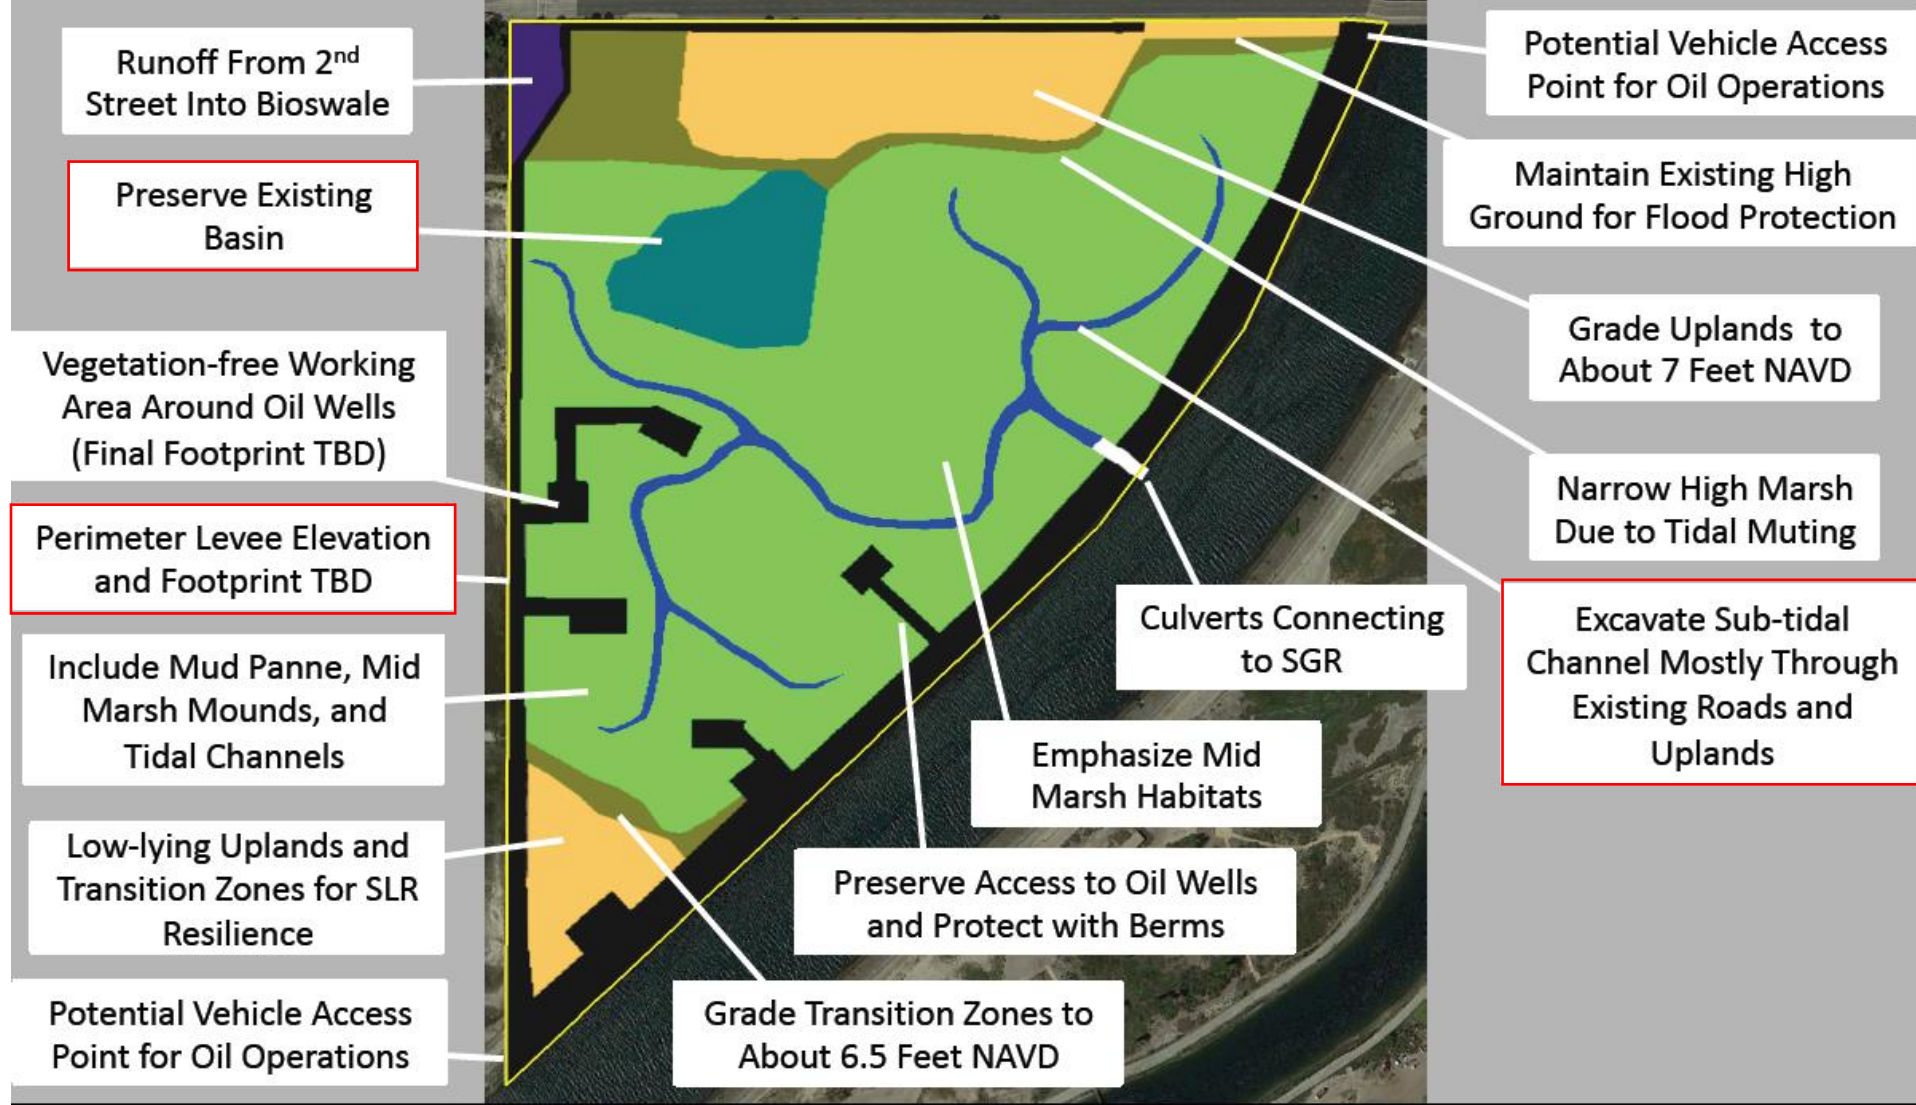 Runoff From 2nd
Street Into Bioswale
Preserve Existing
Basin
Vegetation-free Working
Area Around Oil Wells
(Final Footprint TBD)
Perimeter Levee Elevation
and Footprint TBD
Include Mud Panne, Mid
Marsh Mounds, and
Tidal Channels
Low-lying Uplands and
Transition Zones for SLR
Resilience
Potential Vehicle Access
Point for Oil Operations
Grade Transition Zones to
About 6.5 Feet NAVD
Preserve Access to Oil Wells
and Protect with Berms
Emphasize Mid
Marsh Habitats
Culverts Connecting
to SGR
Potential Vehicle Access
Point for Oil Operations
Maintain Existing High
Ground for Flood Protection
Grade Uplands to
About 7 Feet NAVD
Narrow High Marsh
Due to Tidal Muting
Excavate Sub-tidal
Channel Mostly Through
Existing Roads and
Uplands